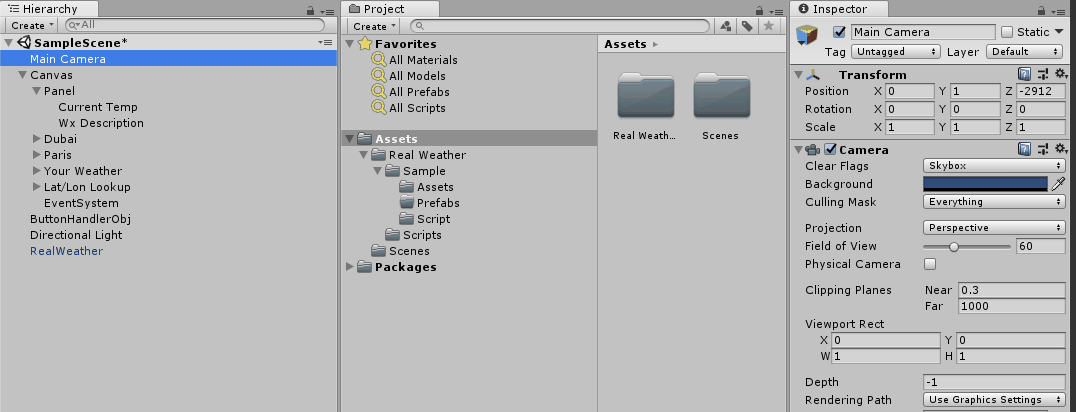 Hierarchy
Create
All
SampleScene*
Main Camera
Canvas
Panel
Current Temp
Wx Description
Dubai
Paris
Your Weather
Lat/Lon Lookup
EventSystem
ButtonHandlerObj
Directional Light
RealWeather
Project
Create
Favorites
All Materials
All Models
All Prefabs
All Scripts
Assets
Real Weather
Sample
Assets
Prefabs
Script
Scripts
Scenes
Packages
Assets
Real Weath... Scenes
Inspector
Main Camera Static
Tag Untagged Layer Default
Transform
Position X 0 Y 1 Z -2912
Rotation X 0 Y 0 Z 0
Scale X 1 Y 1 Z 1
Camera
Clear Flags Skybox
Background
Culling Mask Everything
Projection Perspective
Field of View 60
Physical Camera
Clipping Planes Near 0.3
Far 1000
Viewport Rect
X 0 Y 0
W 1 H 1
Depth -1
Rendering Path Use Graphics Settings